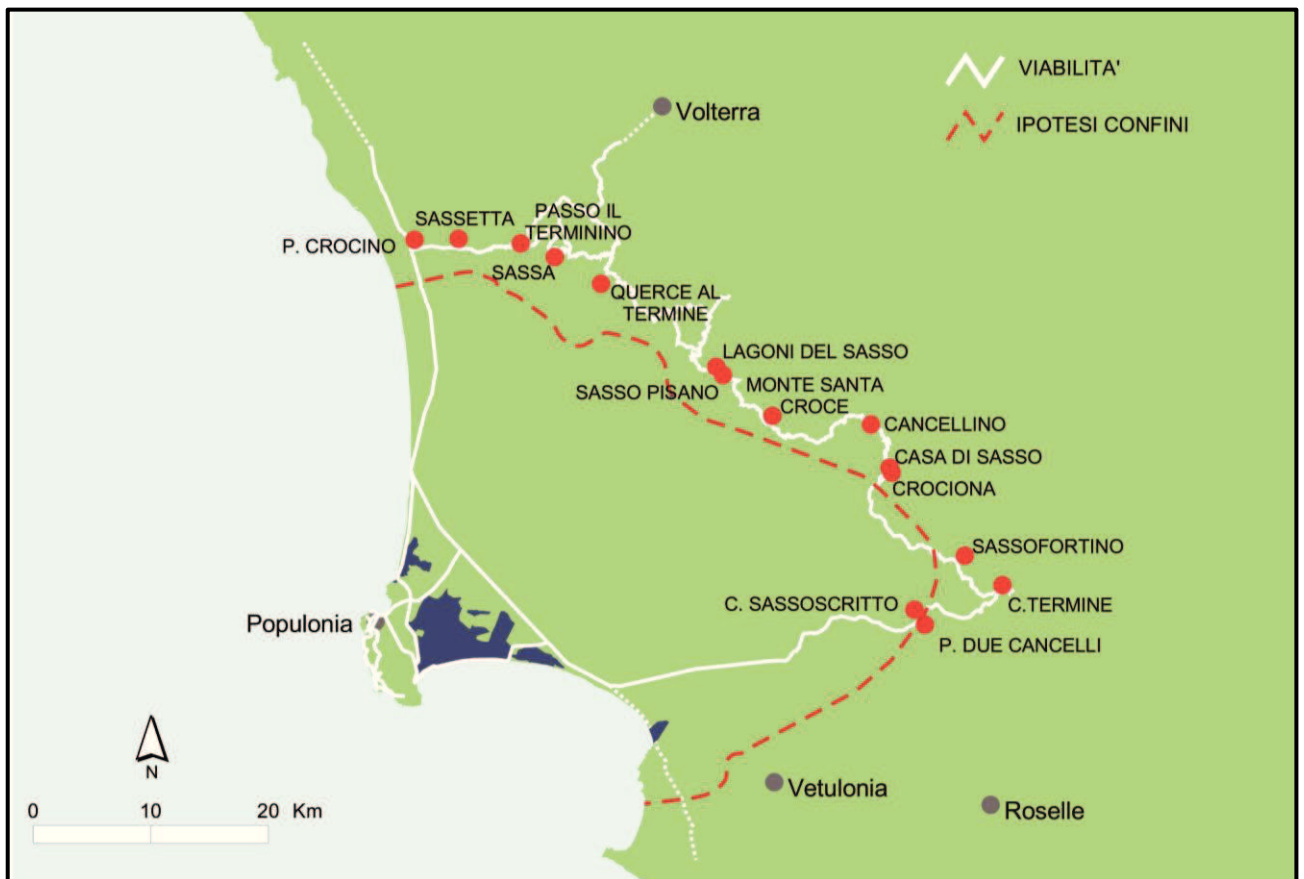 VIABILITA'
IPOTESI CONFINI
Volterra
SASSETTA
PASSO IL
TERMININO
P. CROCINO
SASSA
QUERCE AL
TERMINE
LAGONI DEL SASSO
SASSO PISANO
MONTE SANTA
CROCE
CANCELLINO
CASA DI SASSO
CROCIONA
SASSOFORTINO
C. SASSOSCRITTO
C.TERMINE
Populonia
P. DUE CANCELLI
N
Vetulonia
0 10 20 Km
Roselle